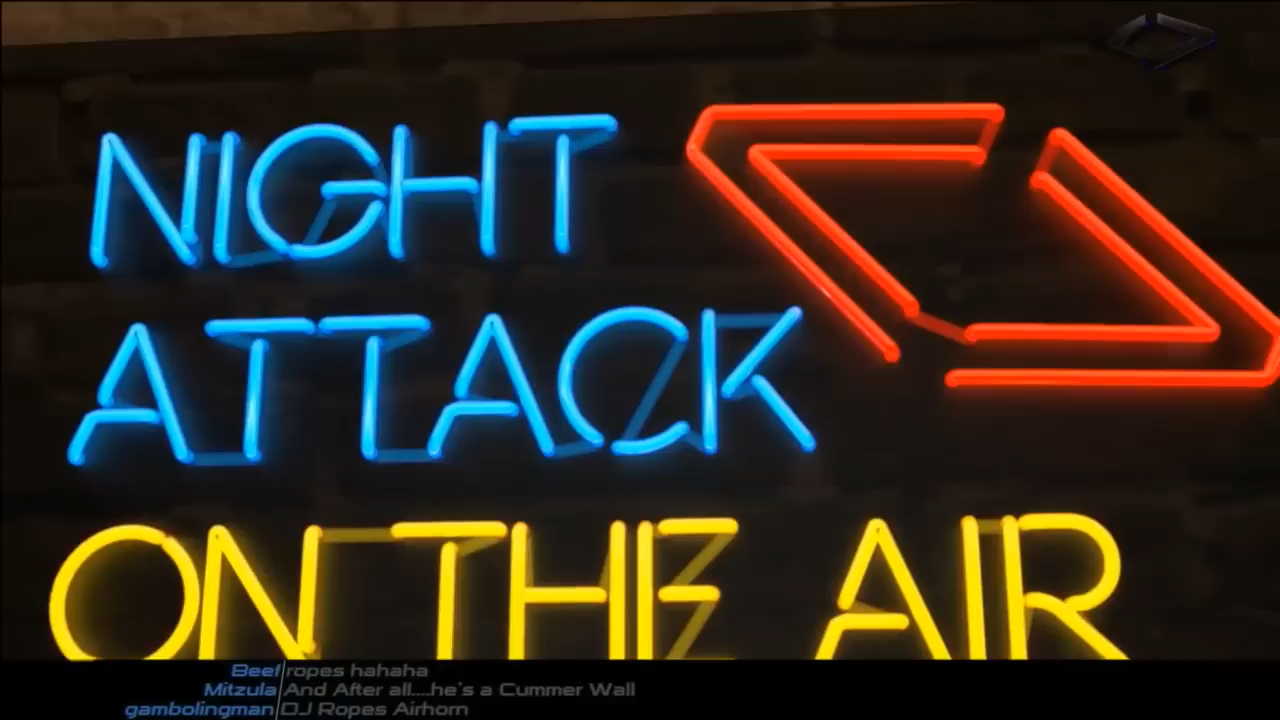 NIGHT
ATTACK
ON THE AIR
Beef ropes hahaha
Mitzula And After all....he's a Cummer Wall
gambolingman DJ Ropes Airhorn